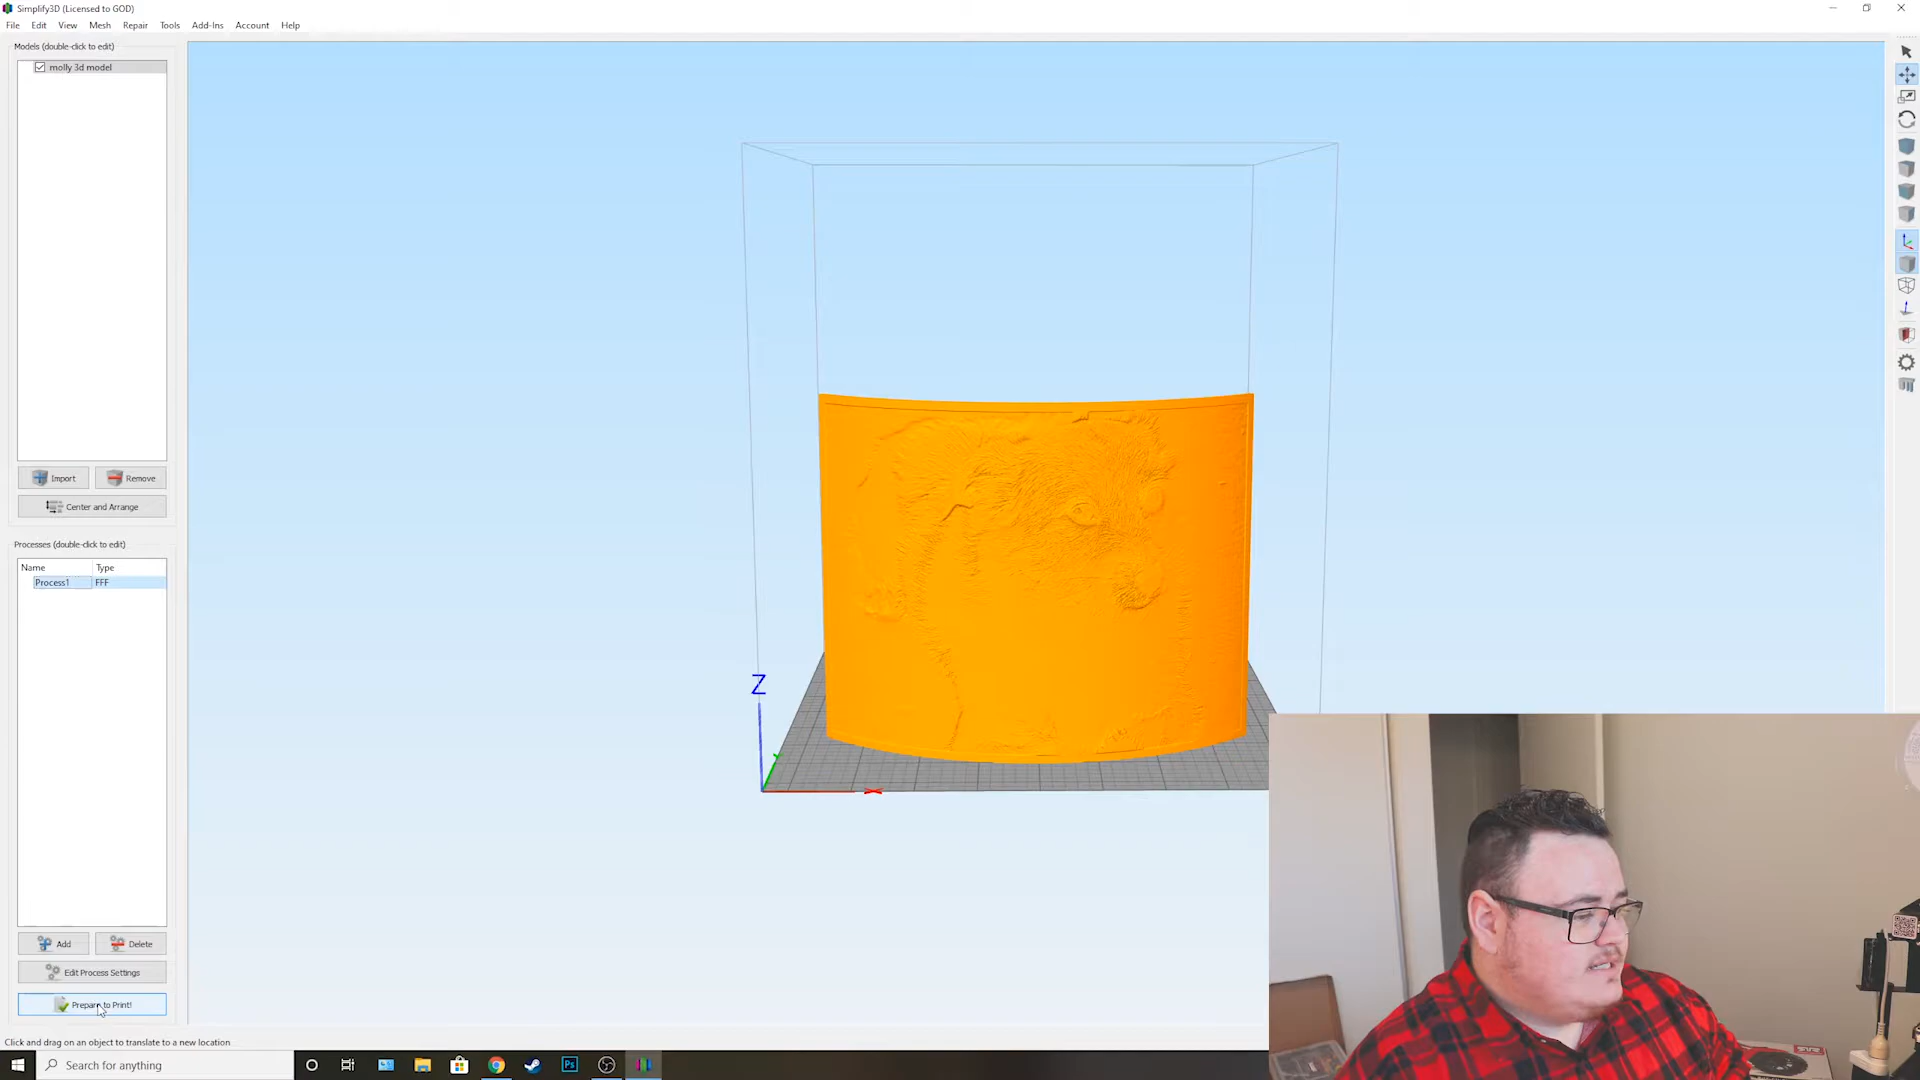 Simplify3D (Licensed to GOD)
File Edit View Mesh Repair Tools Add-Ins Account Help
Models (double-click to edit)
molly 3d model
Import Remove
Center and Arrange
Processes (double-click to edit)
Name Type
Process1 FFF
Add Delete
Edit Process Settings
Prepare to Print!
Click and drag on an object to translate to a new location
Search for anything
Z
Ps